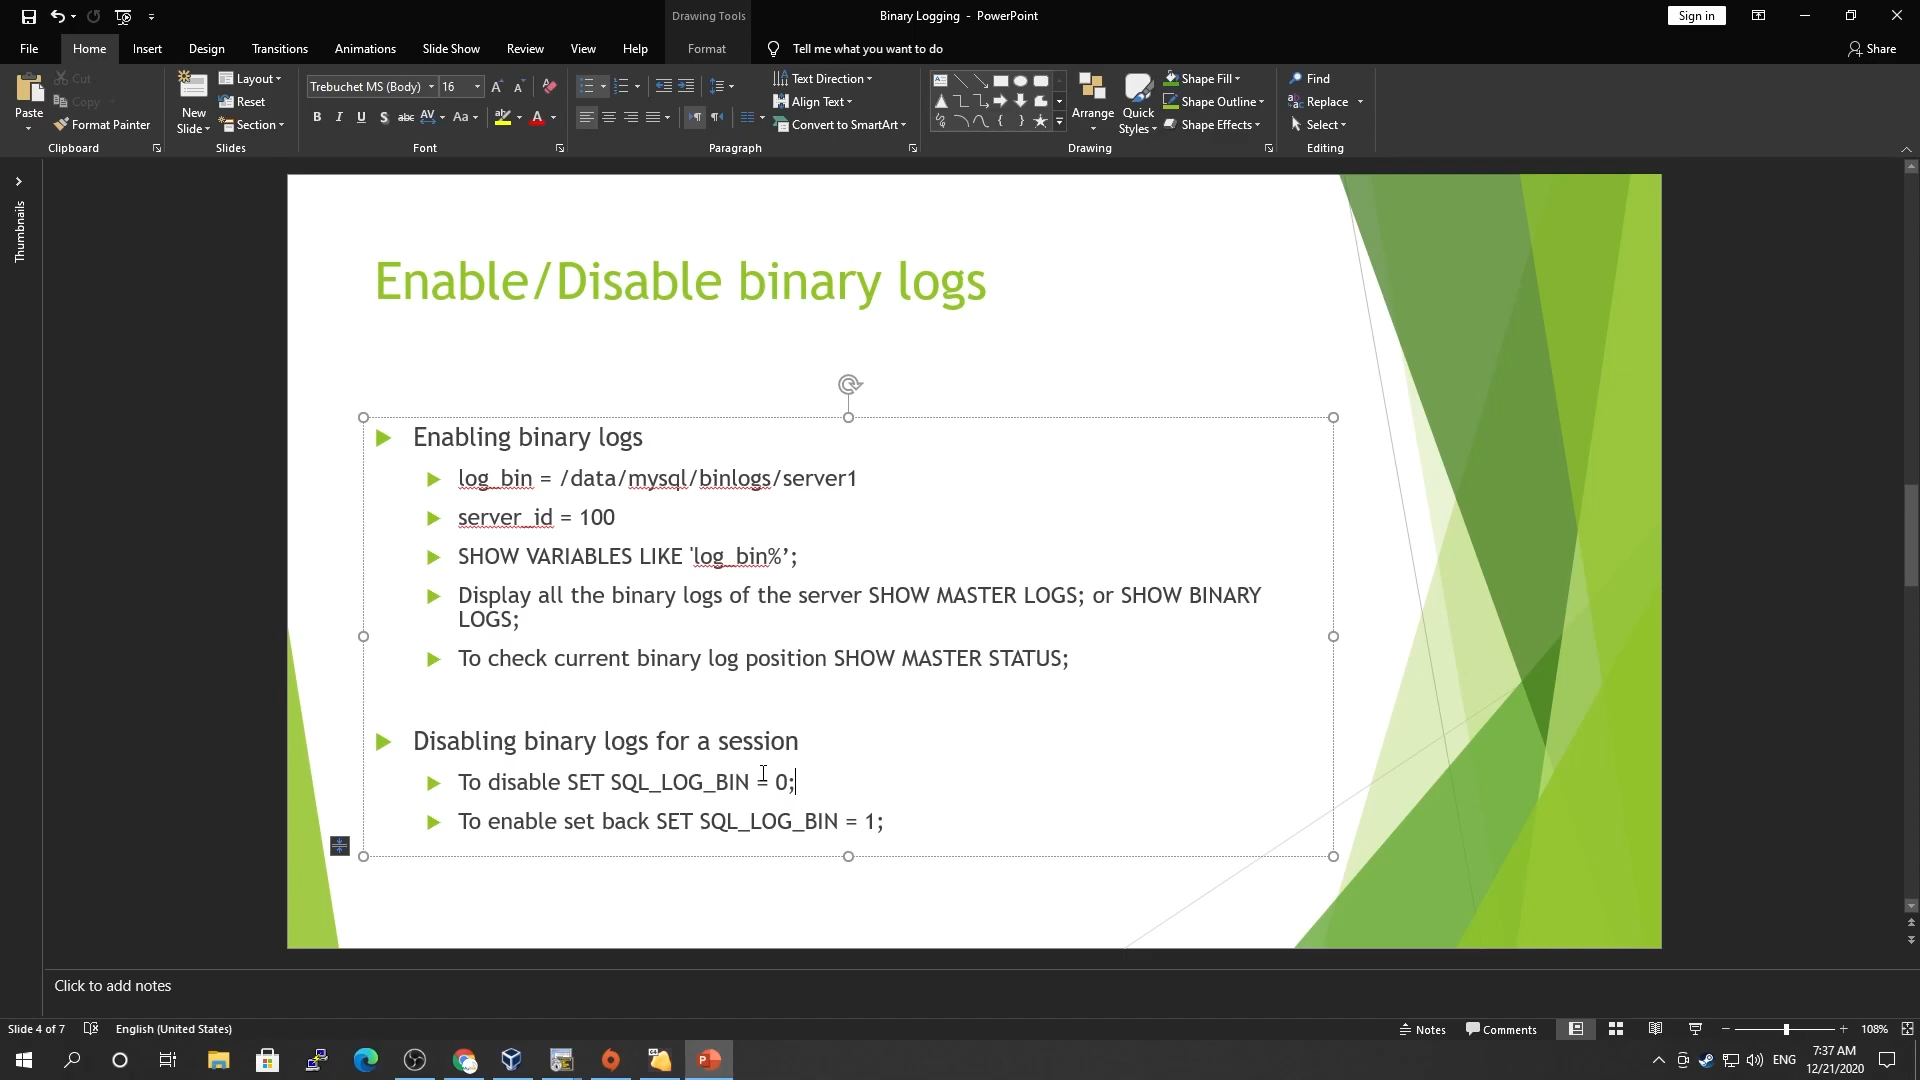 Drawing Tools
Binary Logging - PowerPoint
Sign in
File Home Insert Design Transitions Animations Slide Show Review View Help Format Tell me what you want to do Share
Paste
Cut
Copy
Format Painter
Clipboard
New Slide
Layout
Reset
Section
Slides
Trebuchet MS (Body) 16
B I U S abc AV Aa A
Font
Text Direction
Align Text
Convert to SmartArt
Paragraph
Arrange
Quick Styles
Shape Fill
Shape Outline
Shape Effects
Drawing
Find
Replace
Select
Editing
Thumbnails
Enable/Disable binary logs
Enabling binary logs
log_bin = /data/mysql/binlogs/server1
server_id = 100
SHOW VARIABLES LIKE 'log_bin%’;
Display all the binary logs of the server SHOW MASTER LOGS; or SHOW BINARY
LOGS;
To check current binary log position SHOW MASTER STATUS;
Disabling binary logs for a session
To disable SET SQL_LOG_BIN = 0;
To enable set back SET SQL_LOG_BIN = 1;
Click to add notes
Slide 4 of 7 English (United States) Notes Comments 108%
ENG
7:37 AM
12/21/2020